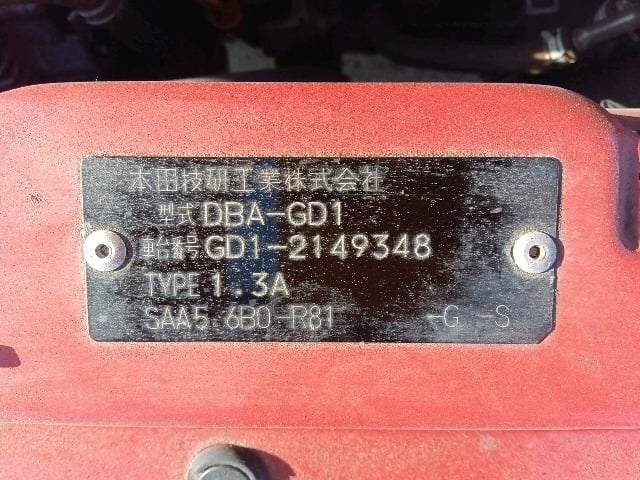 本田技研工業株式会社
型式 DBA-GD1
車台番号 GD1-2149348
TYPE 1.3A
SAA5 6B0-R81 -G -S